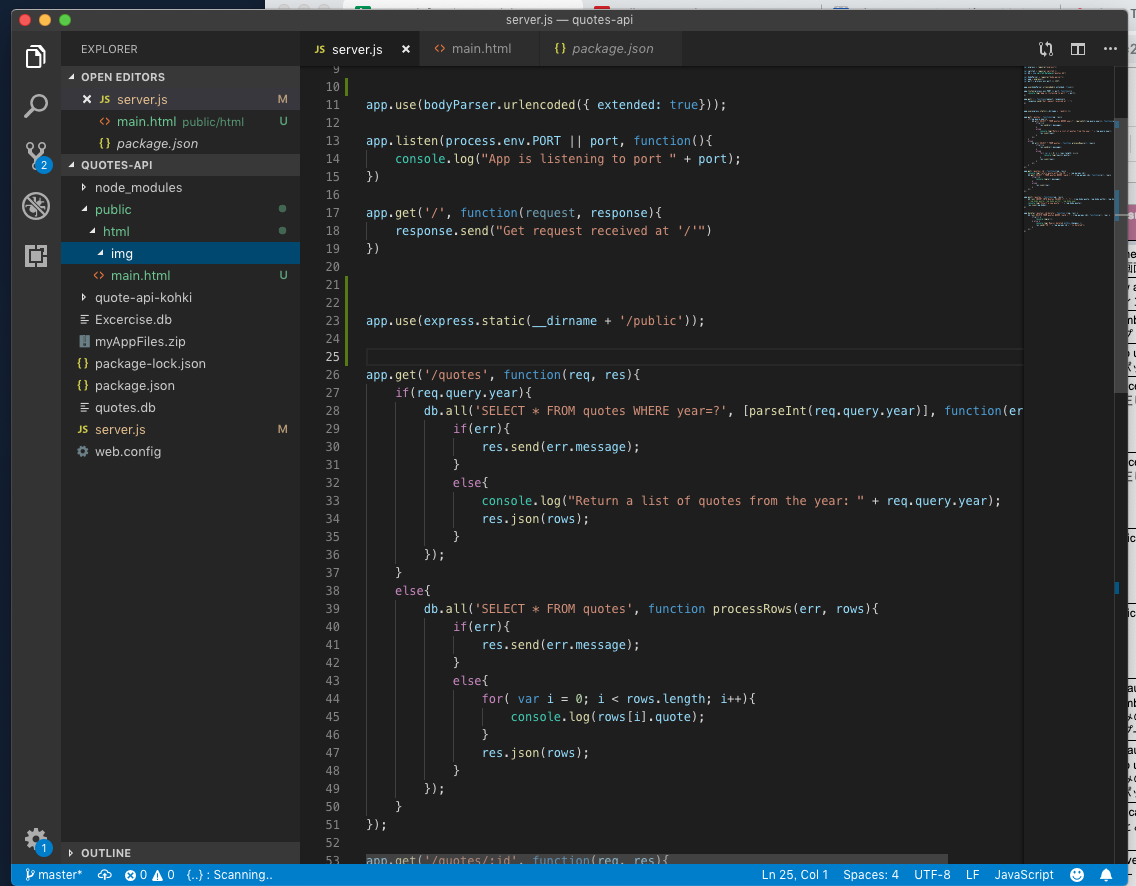 server.js — quotes-api
EXPLORER
OPEN EDITORS
JS server.js M
<> main.html public/html U
{} package.json
QUOTES-API
node_modules
public
html
img
<> main.html U
quote-api-kohki
Excercise.db
myAppFiles.zip
{} package-lock.json
{} package.json
quotes.db
JS server.js M
web.config
OUTLINE
2
1
JS server.js
<> main.html
{} package.json
9
10
11 app.use(bodyParser.urlencoded({ extended: true}));
12
13 app.listen(process.env.PORT || port, function(){
14 console.log("App is listening to port " + port);
15 })
16
17 app.get('/', function(request, response){
18 response.send("Get request received at '/'")
19 })
20
21
22
23 app.use(express.static(__dirname + '/public'));
24
25
26 app.get('/quotes', function(req, res){
27 if(req.query.year){
28 db.all('SELECT * FROM quotes WHERE year=?', [parseInt(req.query.year)], function(er
29 if(err){
30 res.send(err.message);
31 }
32 else{
33 console.log("Return a list of quotes from the year: " + req.query.year);
34 res.json(rows);
35 }
36 });
37 }
38 else{
39 db.all('SELECT * FROM quotes', function processRows(err, rows){
40 if(err){
41 res.send(err.message);
42 }
43 else{
44 for( var i = 0; i < rows.length; i++){
45 console.log(rows[i].quote);
46 }
47 res.json(rows);
48 }
49 });
50 }
51 });
52
53 app.get('/quotes/:id', function(req, res){
master* 0 0 {..} : Scanning.. Ln 25, Col 1 Spaces: 4 UTF-8 LF JavaScript